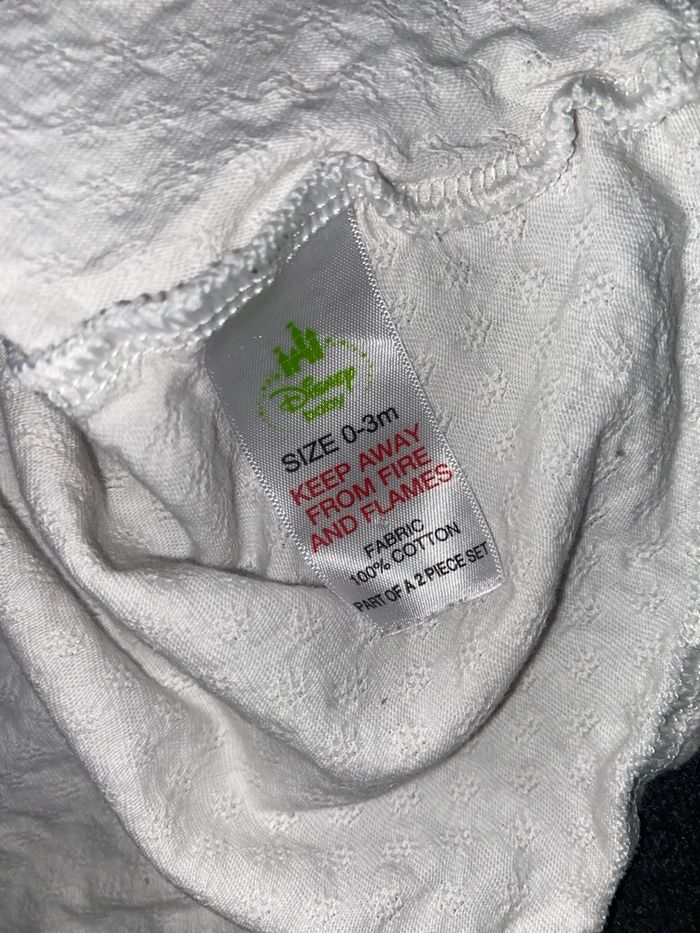 Disney
baby
SIZE 0-3m
KEEP AWAY
FROM FIRE
AND FLAMES
FABRIC
100% COTTON
PART OF A 2 PIECE SET